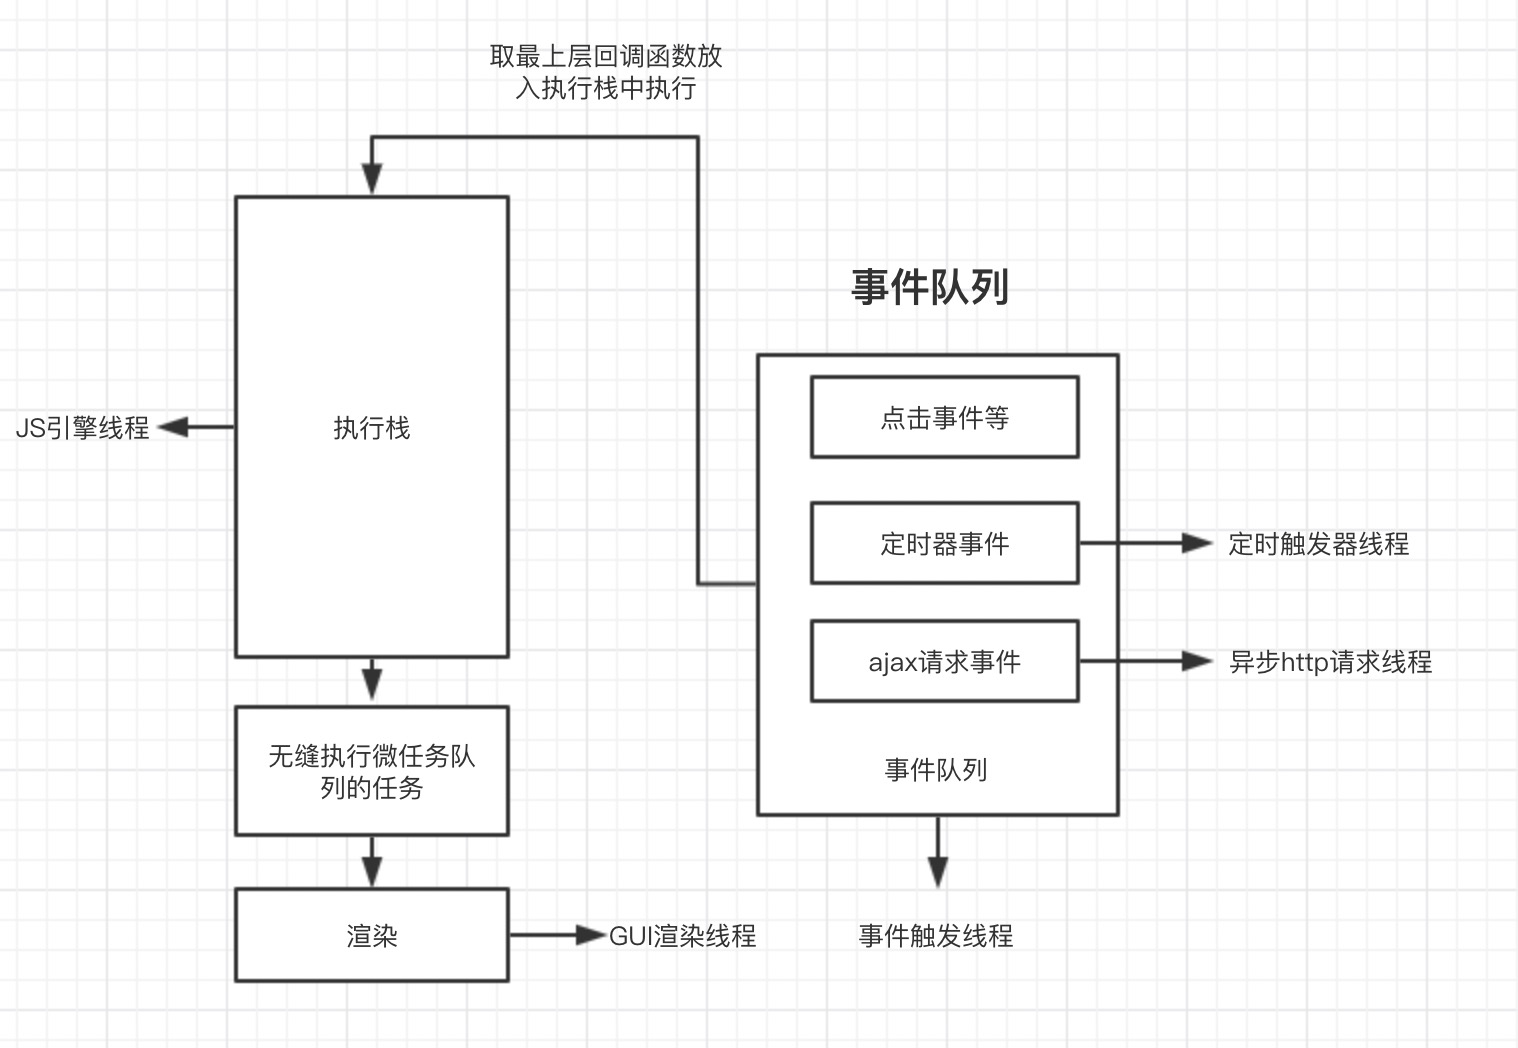 取最上层回调函数放
入执行栈中执行
事件队列
点击事件等
JS引擎线程
执行栈
定时器事件
定时触发器线程
ajax请求事件
异步http请求线程
无缝执行微任务队
列的任务
事件队列
渲染
GUI渲染线程
事件触发线程